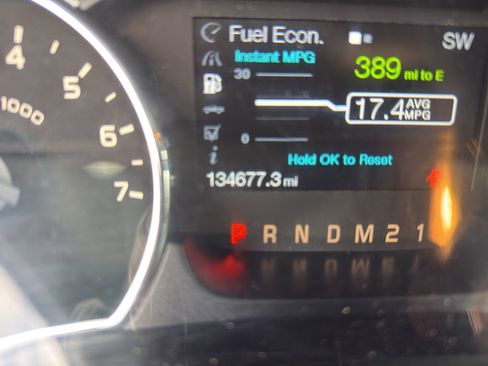 Fuel Econ.
SW
Instant MPG
30
389 mi to E
17.4 AVG MPG
0
Hold OK to Reset
i
134677.3 mi
P R N D M 2 1
4
5
6
7
x1000